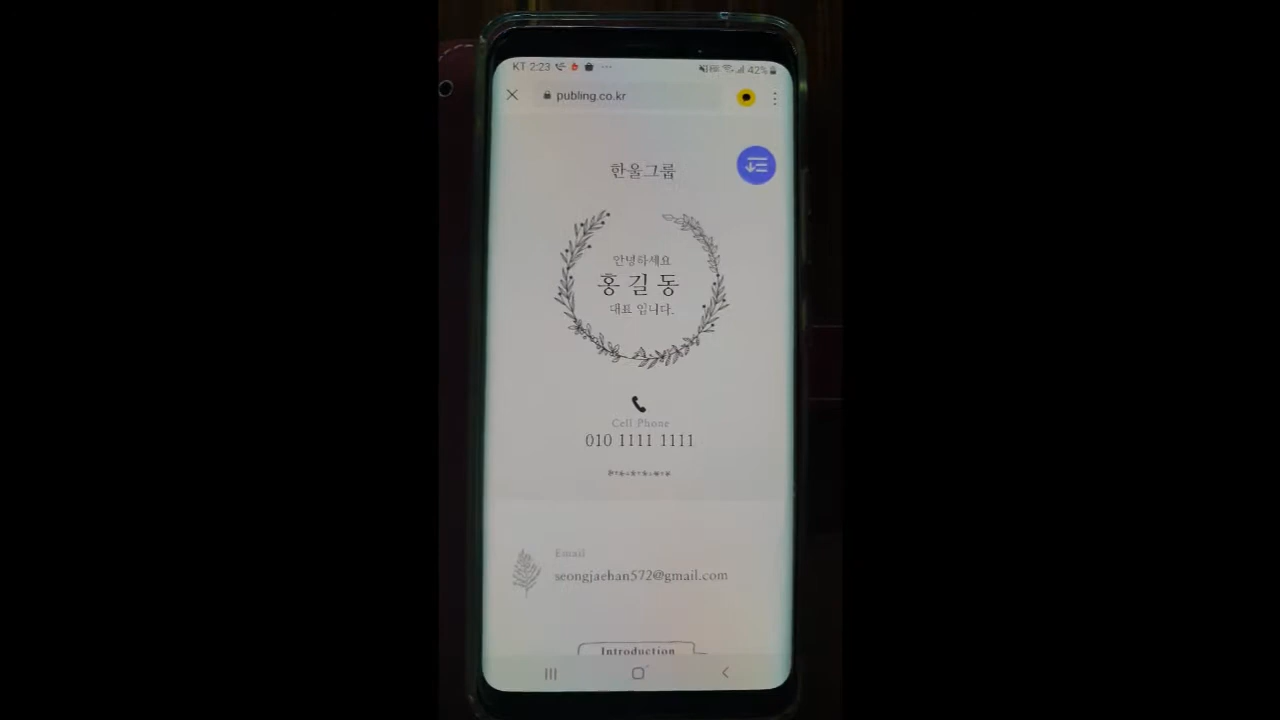 KT 2:23
42%
publing.co.kr
한울그룹
안녕하세요
홍길동
대표 입니다.
Cell Phone
010 1111 1111
Email
seongjaehan572@gmail.com
Introduction